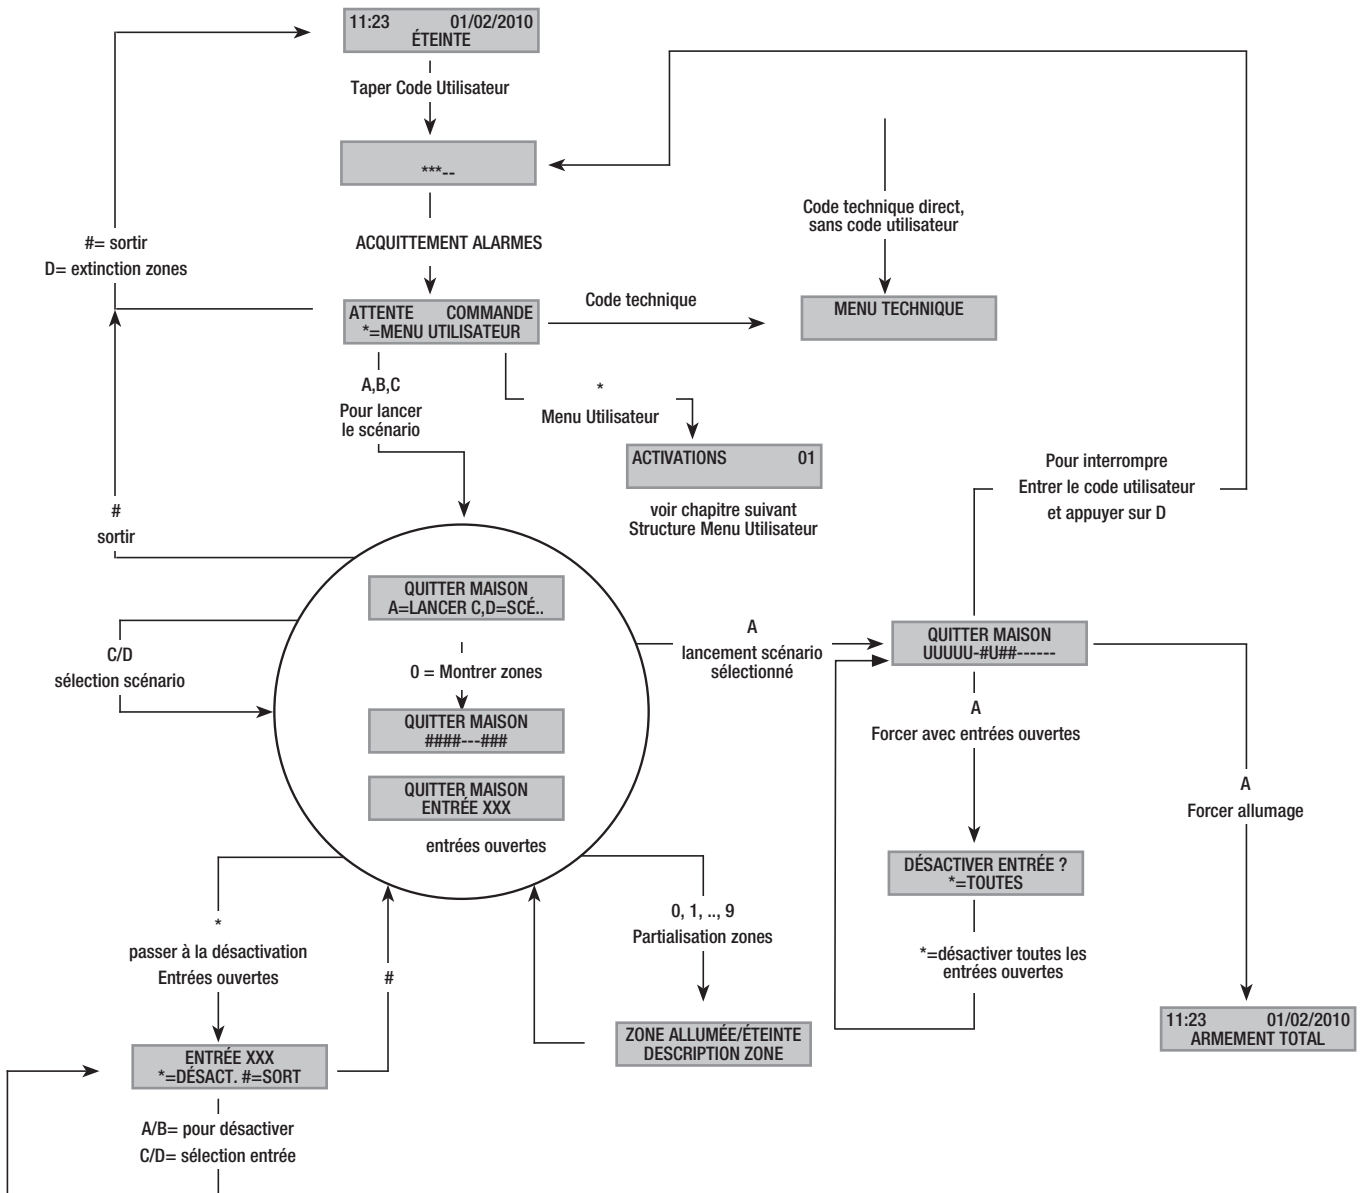 11:23 01/02/2010
ÉTEINTE
Taper Code Utilisateur
***--
ACQUITTEMENT ALARMES
#= sortir
D= extinction zones
ATTENTE COMMANDE
*=MENU UTILISATEUR
Code technique
Code technique direct,
sans code utilisateur
MENU TECHNIQUE
A,B,C
Pour lancer
le scénario
*
Menu Utilisateur
ACTIVATIONS 01
voir chapitre suivant
Structure Menu Utilisateur
Pour interrompre
Entrer le code utilisateur
et appuyer sur D
#
sortir
QUITTER MAISON
A=LANCER C,D=SCÉ..
0 = Montrer zones
QUITTER MAISON
####---###
QUITTER MAISON
ENTRÉE XXX
entrées ouvertes
C/D
sélection scénario
A
lancement scénario
sélectionné
QUITTER MAISON
UUUUU-#U##------
A
Forcer avec entrées ouvertes
A
Forcer allumage
DÉSACTIVER ENTRÉE ?
*=TOUTES
*=désactiver toutes les
entrées ouvertes
11:23 01/02/2010
ARMEMENT TOTAL
*
passer à la désactivation
Entrées ouvertes
#
0, 1, .., 9
Partialisation zones
ZONE ALLUMÉE/ÉTEINTE
DESCRIPTION ZONE
ENTRÉE XXX
*=DÉSACT. #=SORT
A/B= pour désactiver
C/D= sélection entrée